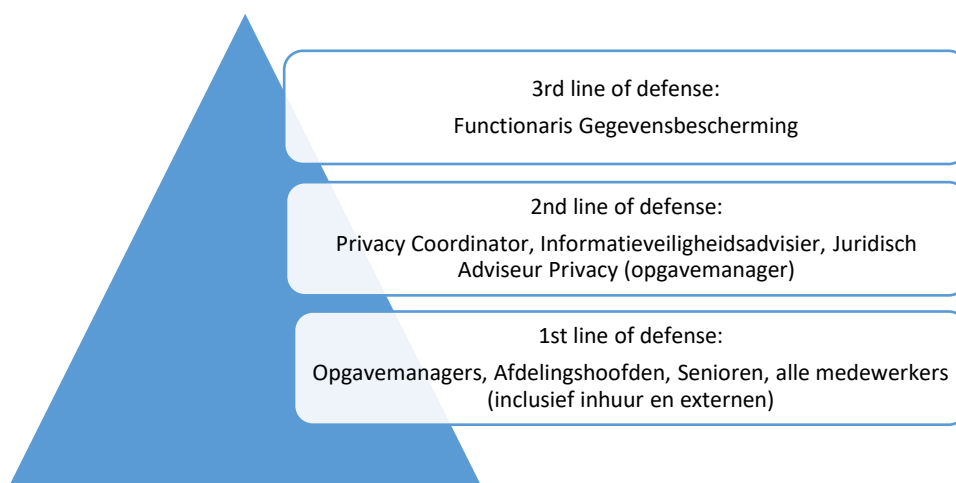 3rd line of defense:
Functionaris Gegevensbescherming
2nd line of defense:
Privacy Coordinator, Informatieveiligheidsadvisier, Juridisch
Adviseur Privacy (opgavemanager)
1st line of defense:
Opgavemanagers, Afdelingshoofden, Senioren, alle medewerkers
(inclusief inhuur en externen)